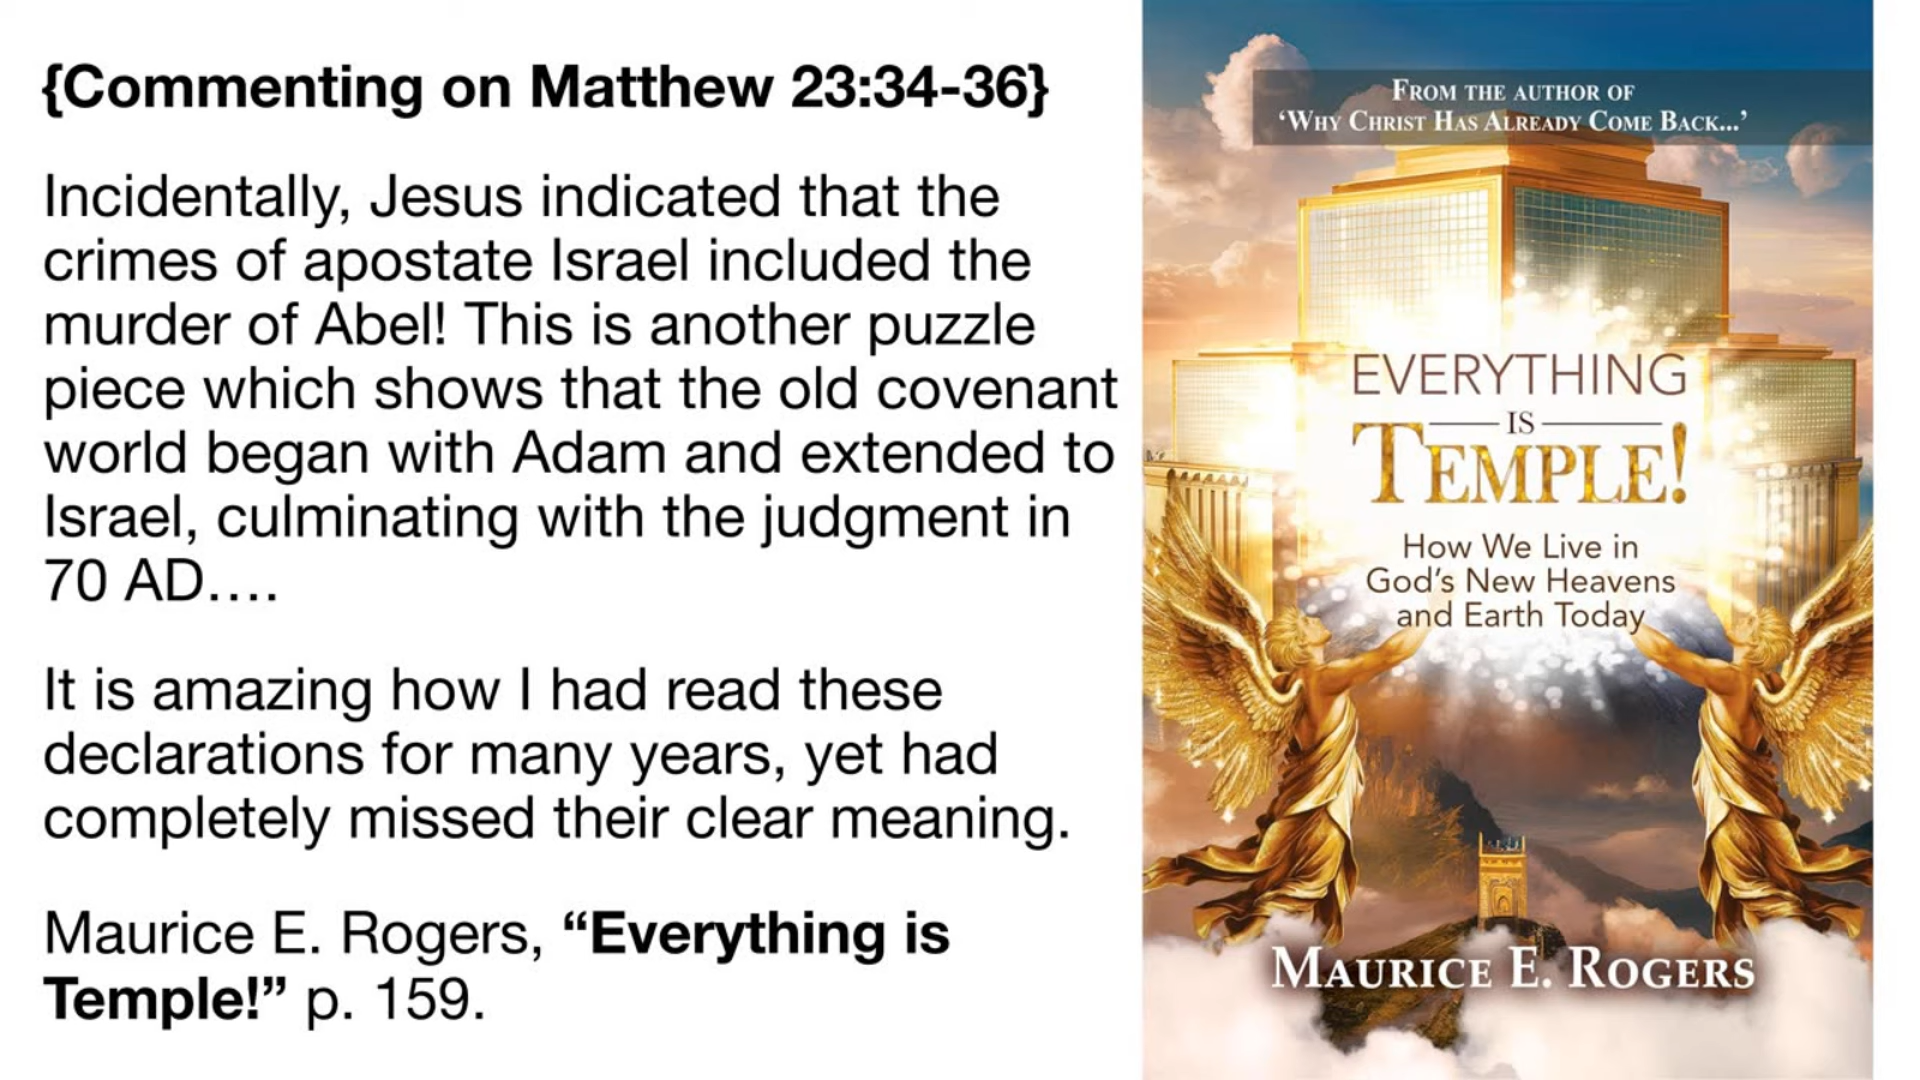 {Commenting on Matthew 23:34-36}
Incidentally, Jesus indicated that the
crimes of apostate Israel included the
murder of Abel! This is another puzzle
piece which shows that the old covenant
world began with Adam and extended to
Israel, culminating with the judgment in
70 AD….
It is amazing how I had read these
declarations for many years, yet had
completely missed their clear meaning.
Maurice E. Rogers, “Everything is
Temple!” p. 159.
From the author of
‘Why Christ Has Already Come Back...’
EVERYTHING
IS
TEMPLE!
How We Live in
God’s New Heavens
and Earth Today
Maurice E. Rogers